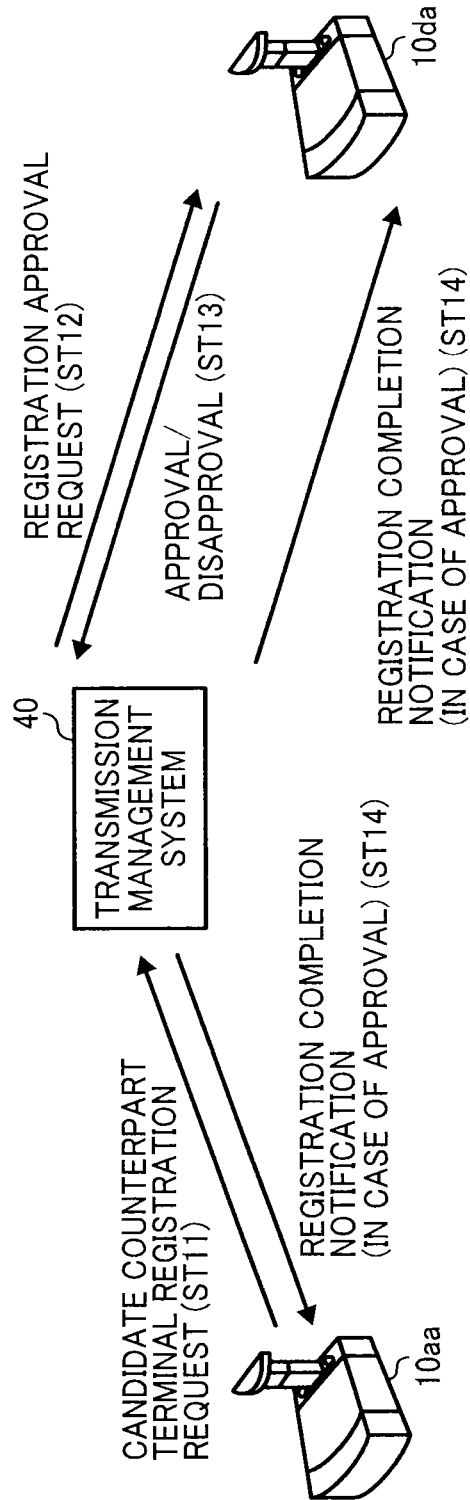 CANDIDATE COUNTERPART
TERMINAL REGISTRATION
REQUEST (ST11)
40
TRANSMISSION
MANAGEMENT
SYSTEM
REGISTRATION APPROVAL
REQUEST (ST12)
APPROVAL/
DISAPPROVAL (ST13)
REGISTRATION COMPLETION
NOTIFICATION
(IN CASE OF APPROVAL) (ST14)
REGISTRATION COMPLETION
NOTIFICATION
(IN CASE OF APPROVAL) (ST14)
10aa
10da